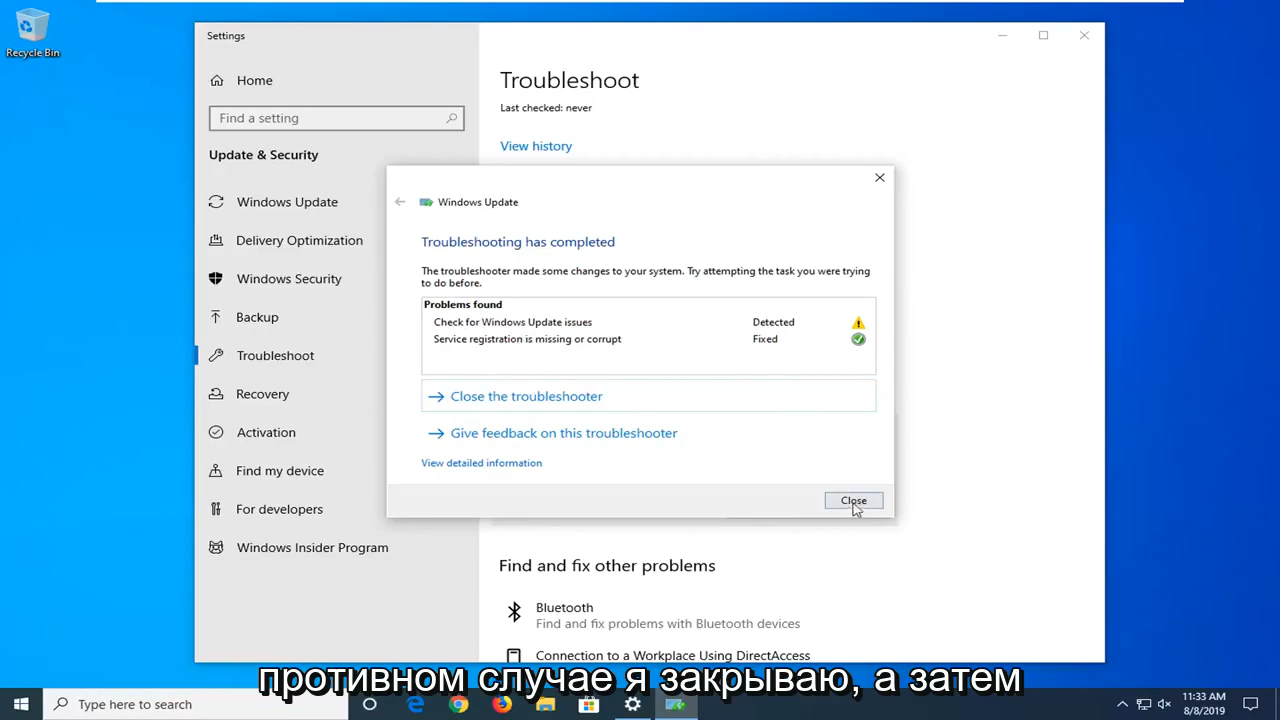 Recycle Bin
Settings
Home
Find a setting
Update & Security
Windows Update
Delivery Optimization
Windows Security
Backup
Troubleshoot
Recovery
Activation
Find my device
For developers
Windows Insider Program
Troubleshoot
Last checked: never
View history
Windows Update
Troubleshooting has completed
The troubleshooter made some changes to your system. Try attempting the task you were trying
to do before.
Problems found
Check for Windows Update issues Detected
Service registration is missing or corrupt Fixed
Close the troubleshooter
Give feedback on this troubleshooter
View detailed information
Close
Find and fix other problems
Bluetooth
Find and fix problems with Bluetooth devices
Connection to a Workplace Using DirectAccess
противном случае я закрываю, а затем
Type here to search
11:33 AM
8/8/2019